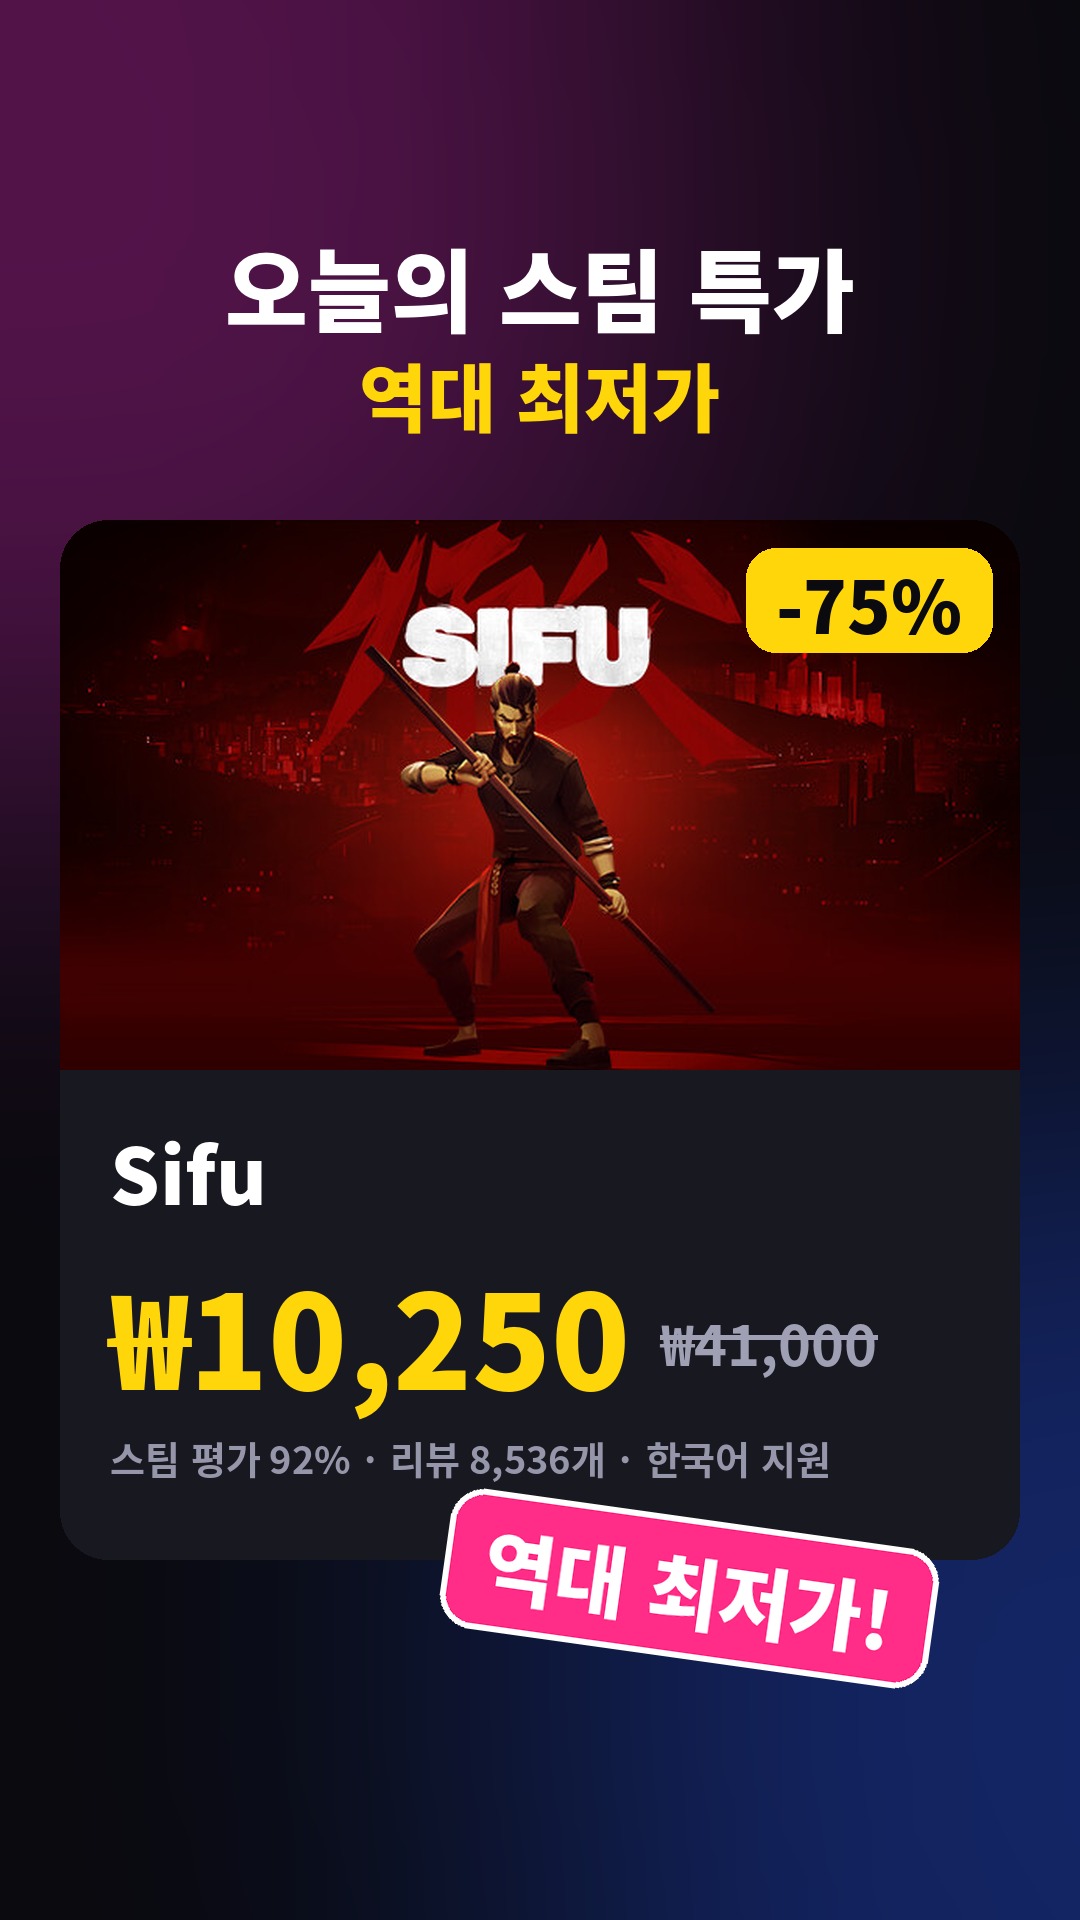 오늘의 스팀 특가
역대 최저가
SIFU
-75%
Sifu
₩10,250 ₩41,000
스팀 평가 92% · 리뷰 8,536개 · 한국어 지원
역대 최저가!